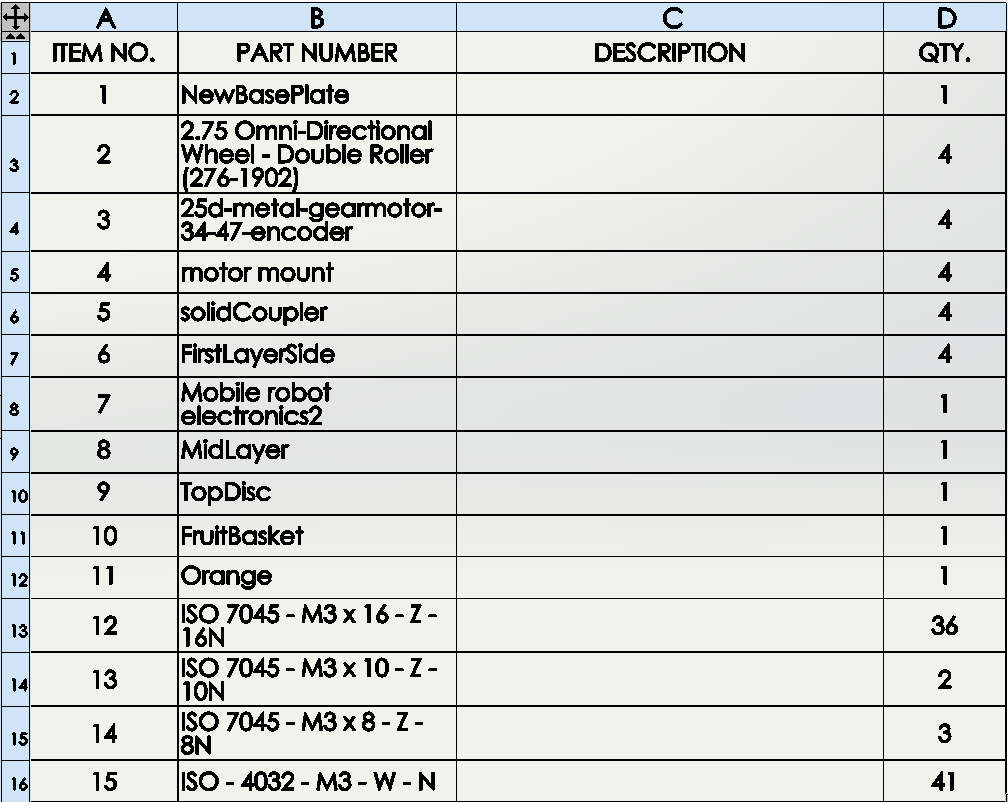 A B C D
1 ITEM NO. PART NUMBER DESCRIPTION QTY.
2 1 NewBasePlate 1
2.75 Omni-Directional
3 2 Wheel - Double Roller 4
(276-1902)
25d-metal-gearmotor-
4 3 34-47-encoder 4
5 4 motor mount 4
6 5 solidCoupler 4
7 6 FirstLayerSide 4
Mobile robot
8 7 electronics2 1
9 8 MidLayer 1
10 9 TopDisc 1
11 10 FruitBasket 1
12 11 Orange 1
ISO 7045 - M3 x 16 - Z -
13 12 16N 36
ISO 7045 - M3 x 10 - Z -
14 13 10N 2
ISO 7045 - M3 x 8 - Z -
15 14 8N 3
16 15 ISO - 4032 - M3 - W - N 41